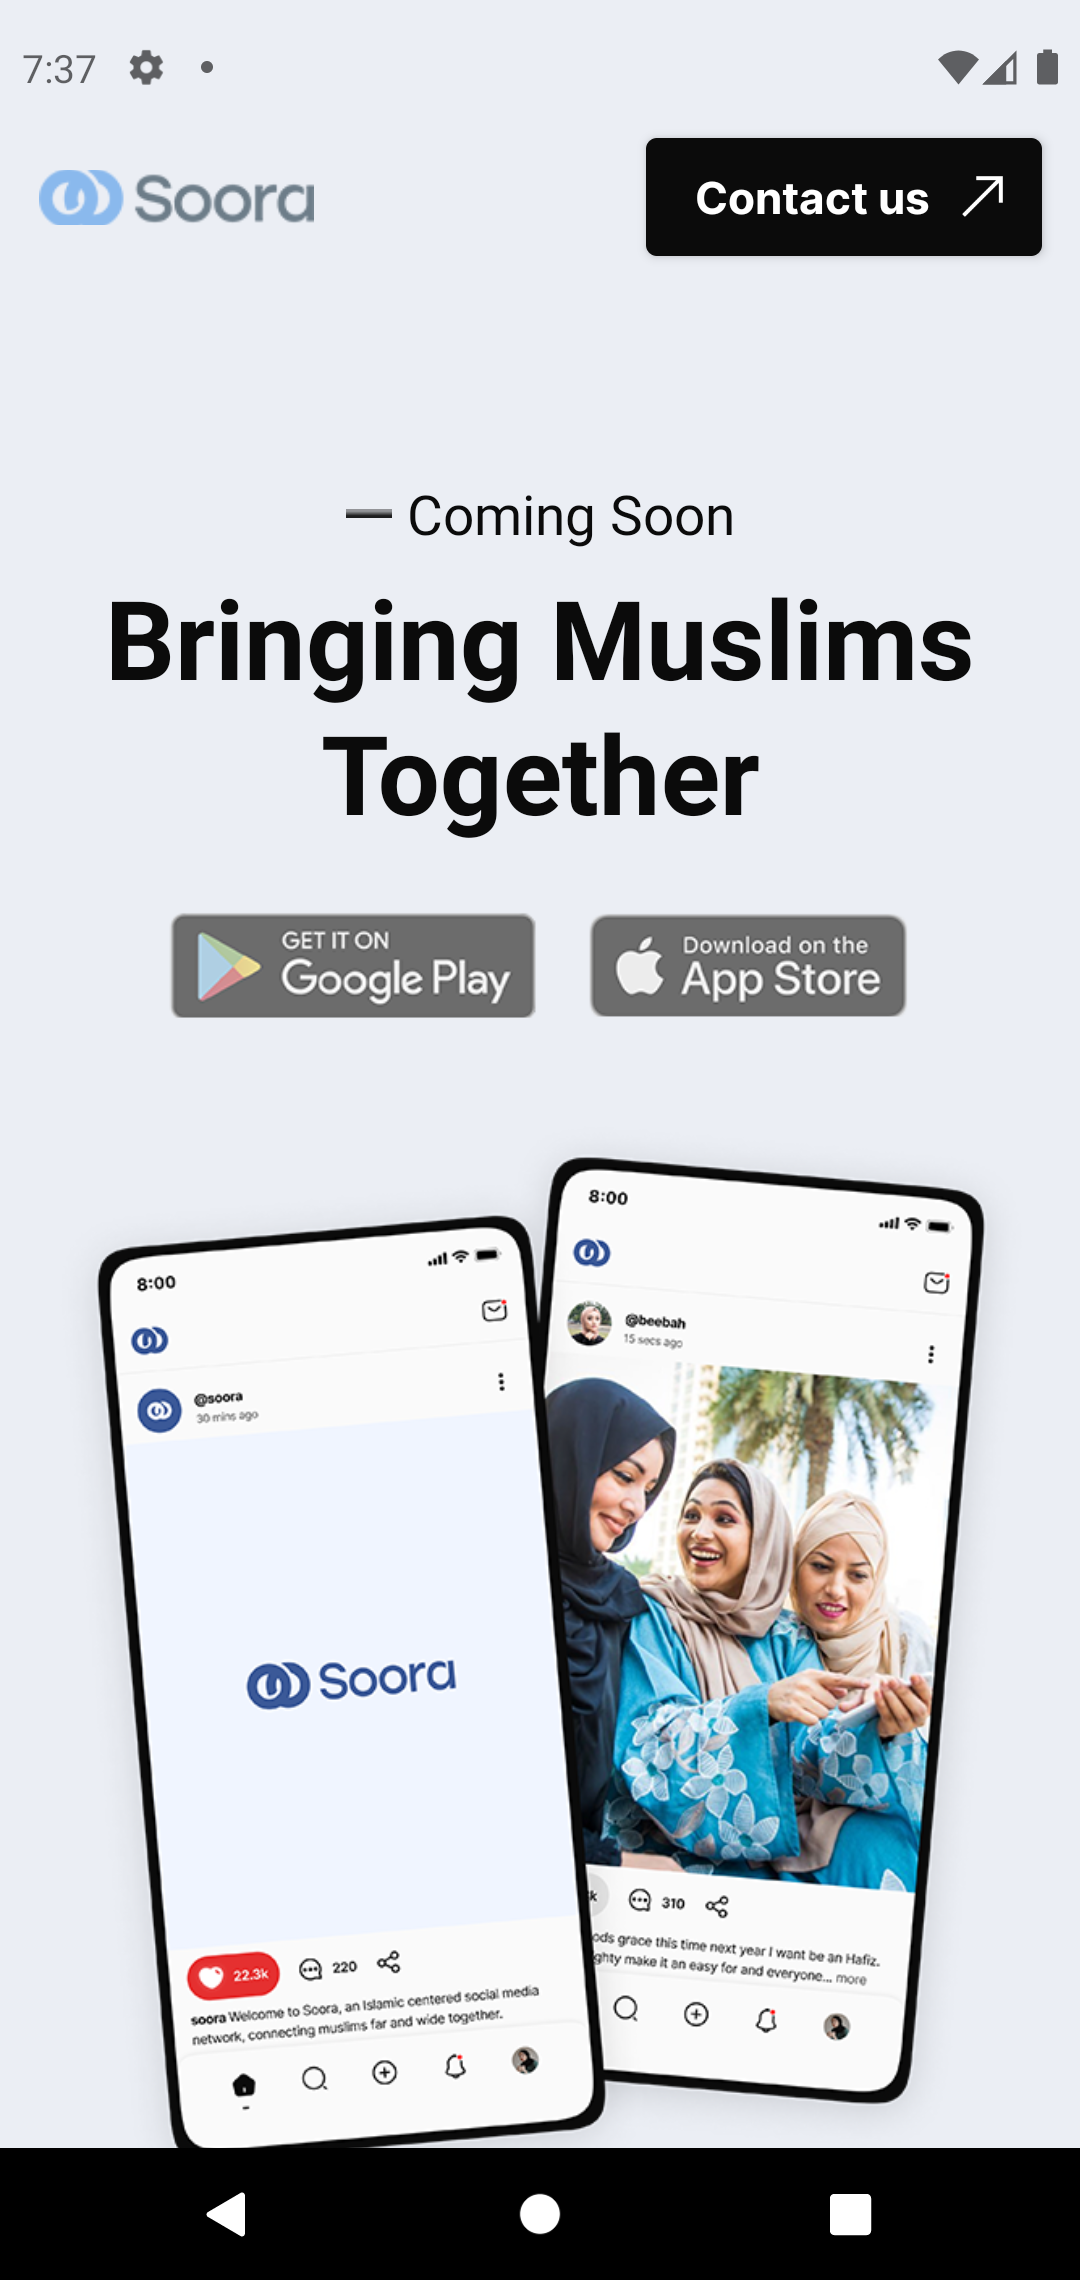 7:37
Soora
Contact us
Coming Soon
Bringing Muslims
Together
GET IT ON
Google Play
Download on the
App Store
8:00
@soora
30 mins ago
Soora
22.3k
220
soora Welcome to Soora, an Islamic centered social media
network, connecting muslims far and wide together.
8:00
@beebah
15 secs ago
k
310
ods grace this time next year I want be an Hafiz.
ghty make it an easy for and everyone... more